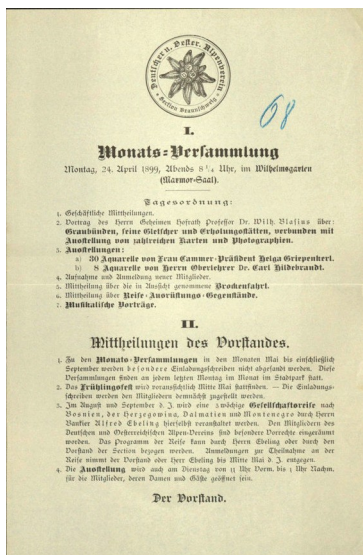 Deutscher u. Oester. Alpenverein
Section Braunschweig
68
I.
Monats-Versammlung
Montag, 24. April 1899, Abends 8 1/4 Uhr, im Wilhelmsgarten
(Marmor-Saal).
Tagesordnung:
1. Geschäftliche Mittheilungen.
2. Vortrag des Herrn Geheimen Hofrath Professor Dr. Wilh. Blasius über:
Graubünden, seine Gletscher und Erholungstätten, verbunden mit
Ausstellung von zahlreichen Karten und Photographien.
3. Ausstellungen:
a) 30 Aquarelle von Frau Cammer-Präsident Helga Griepenkerl.
b) 8 Aquarelle von Herrn Oberlehrer Dr. Carl Hildebrandt.
4. Aufnahme und Anmeldung neuer Mitglieder.
5. Mittheilung über die in Aussicht genommene Brockenfahrt.
6. Mittheilung über Reise-Ausrüstungs-Gegenstände.
7. Musikalische Vorträge.
II.
Mittheilungen des Vorstandes.
1. Zu den Monats-Versammlungen in den Monaten Mai bis einschließlich
September werden besondere Einladungsschreiben nicht abgesandt werden. Diese
Versammlungen finden an jedem letzten Montag im Monat im Stadtpark statt.
2. Das Frühlingsfest wird voraussichtlich Mitte Mai stattfinden. — Die Einladungs-
schreiben werden den Mitgliedern demnächst zugestellt werden.
3. Im August und September d. J. wird eine 3 wöchige Gesellschaftsreise nach
Bosnien, der Herzegowina, Dalmatien und Montenegro durch Herrn
Bankier Alfred Ebeling hierselbst veranstaltet werden. Den Mitgliedern des
Deutschen und Oesterreichischen Alpen-Vereins sind besondere Vorrechte eingeräumt
worden. Das Programm der Reise kann durch Herrn Ebeling oder durch den
Vorstand der Section bezogen werden. Anmeldungen zur Theilnahme an der
Reise nimmt der Vorstand oder Herr Ebeling bis Mitte Mai d. J. entgegen.
4. Die Ausstellung wird auch am Dienstag von 11 Uhr Vorm. bis 1 Uhr Nachm.
für die Mitglieder, deren Damen und Gäste geöffnet sein.
Der Vorstand.